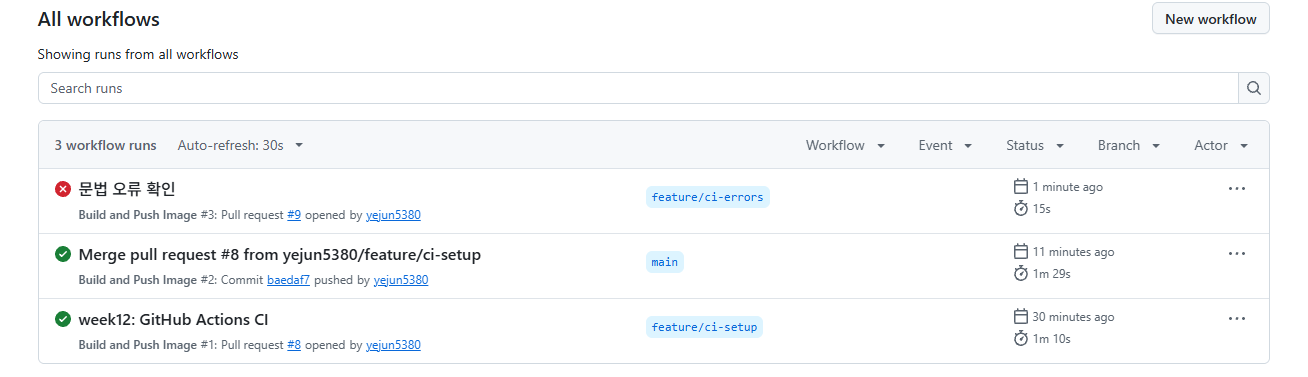 All workflows
New workflow
Showing runs from all workflows
Search runs
3 workflow runs Auto-refresh: 30s Workflow Event Status Branch Actor
문법 오류 확인
Build and Push Image #3: Pull request #9 opened by yejun5380
feature/ci-errors
1 minute ago
15s
Merge pull request #8 from yejun5380/feature/ci-setup
Build and Push Image #2: Commit baedaf7 pushed by yejun5380
main
11 minutes ago
1m 29s
week12: GitHub Actions CI
Build and Push Image #1: Pull request #8 opened by yejun5380
feature/ci-setup
30 minutes ago
1m 10s